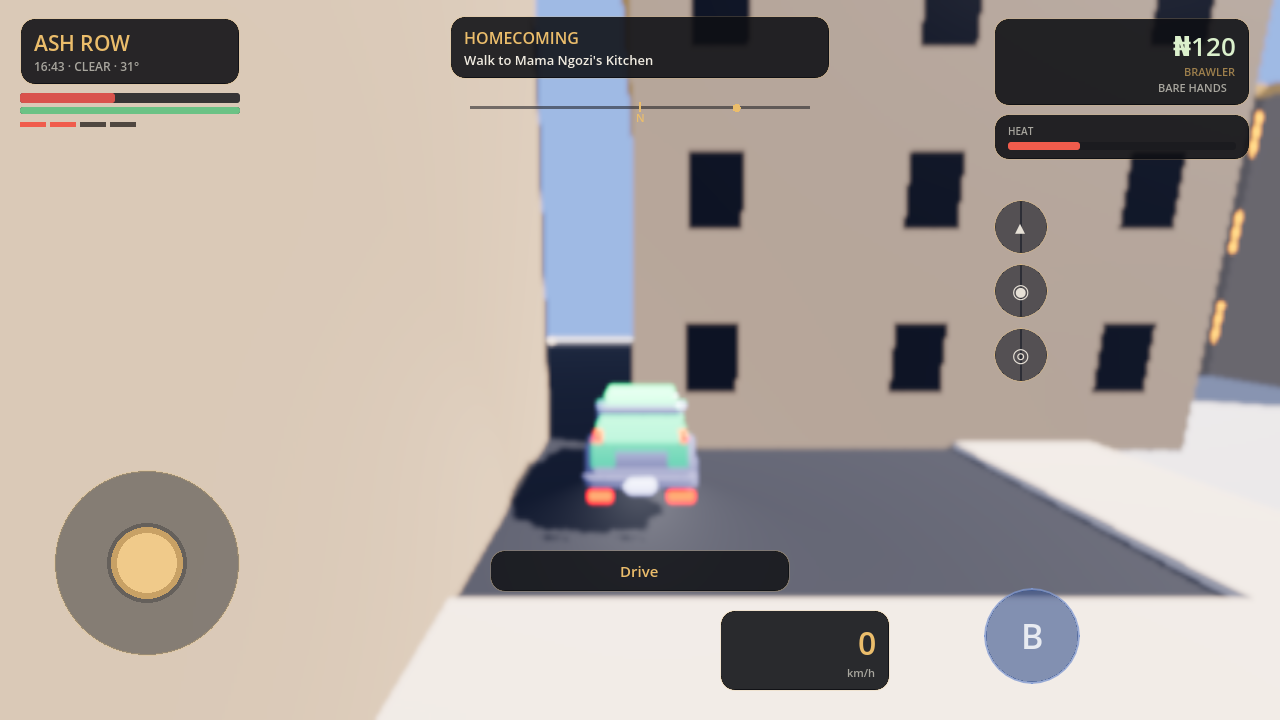 ASH ROW
16:43 · CLEAR · 31°
HOMECOMING
Walk to Mama Ngozi's Kitchen
N
₦120
BRAWLER
BARE HANDS
HEAT
Drive
0
km/h
B